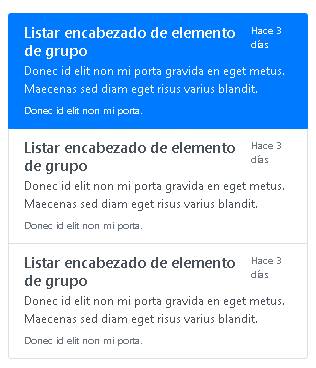 Listar encabezado de elemento de grupo
Hace 3 días
Donec id elit non mi porta gravida en eget metus.
Maecenas sed diam eget risus varius blandit.
Donec id elit non mi porta.
Listar encabezado de elemento de grupo
Hace 3 días
Donec id elit non mi porta gravida en eget metus.
Maecenas sed diam eget risus varius blandit.
Donec id elit non mi porta.
Listar encabezado de elemento de grupo
Hace 3 días
Donec id elit non mi porta gravida en eget metus.
Maecenas sed diam eget risus varius blandit.
Donec id elit non mi porta.